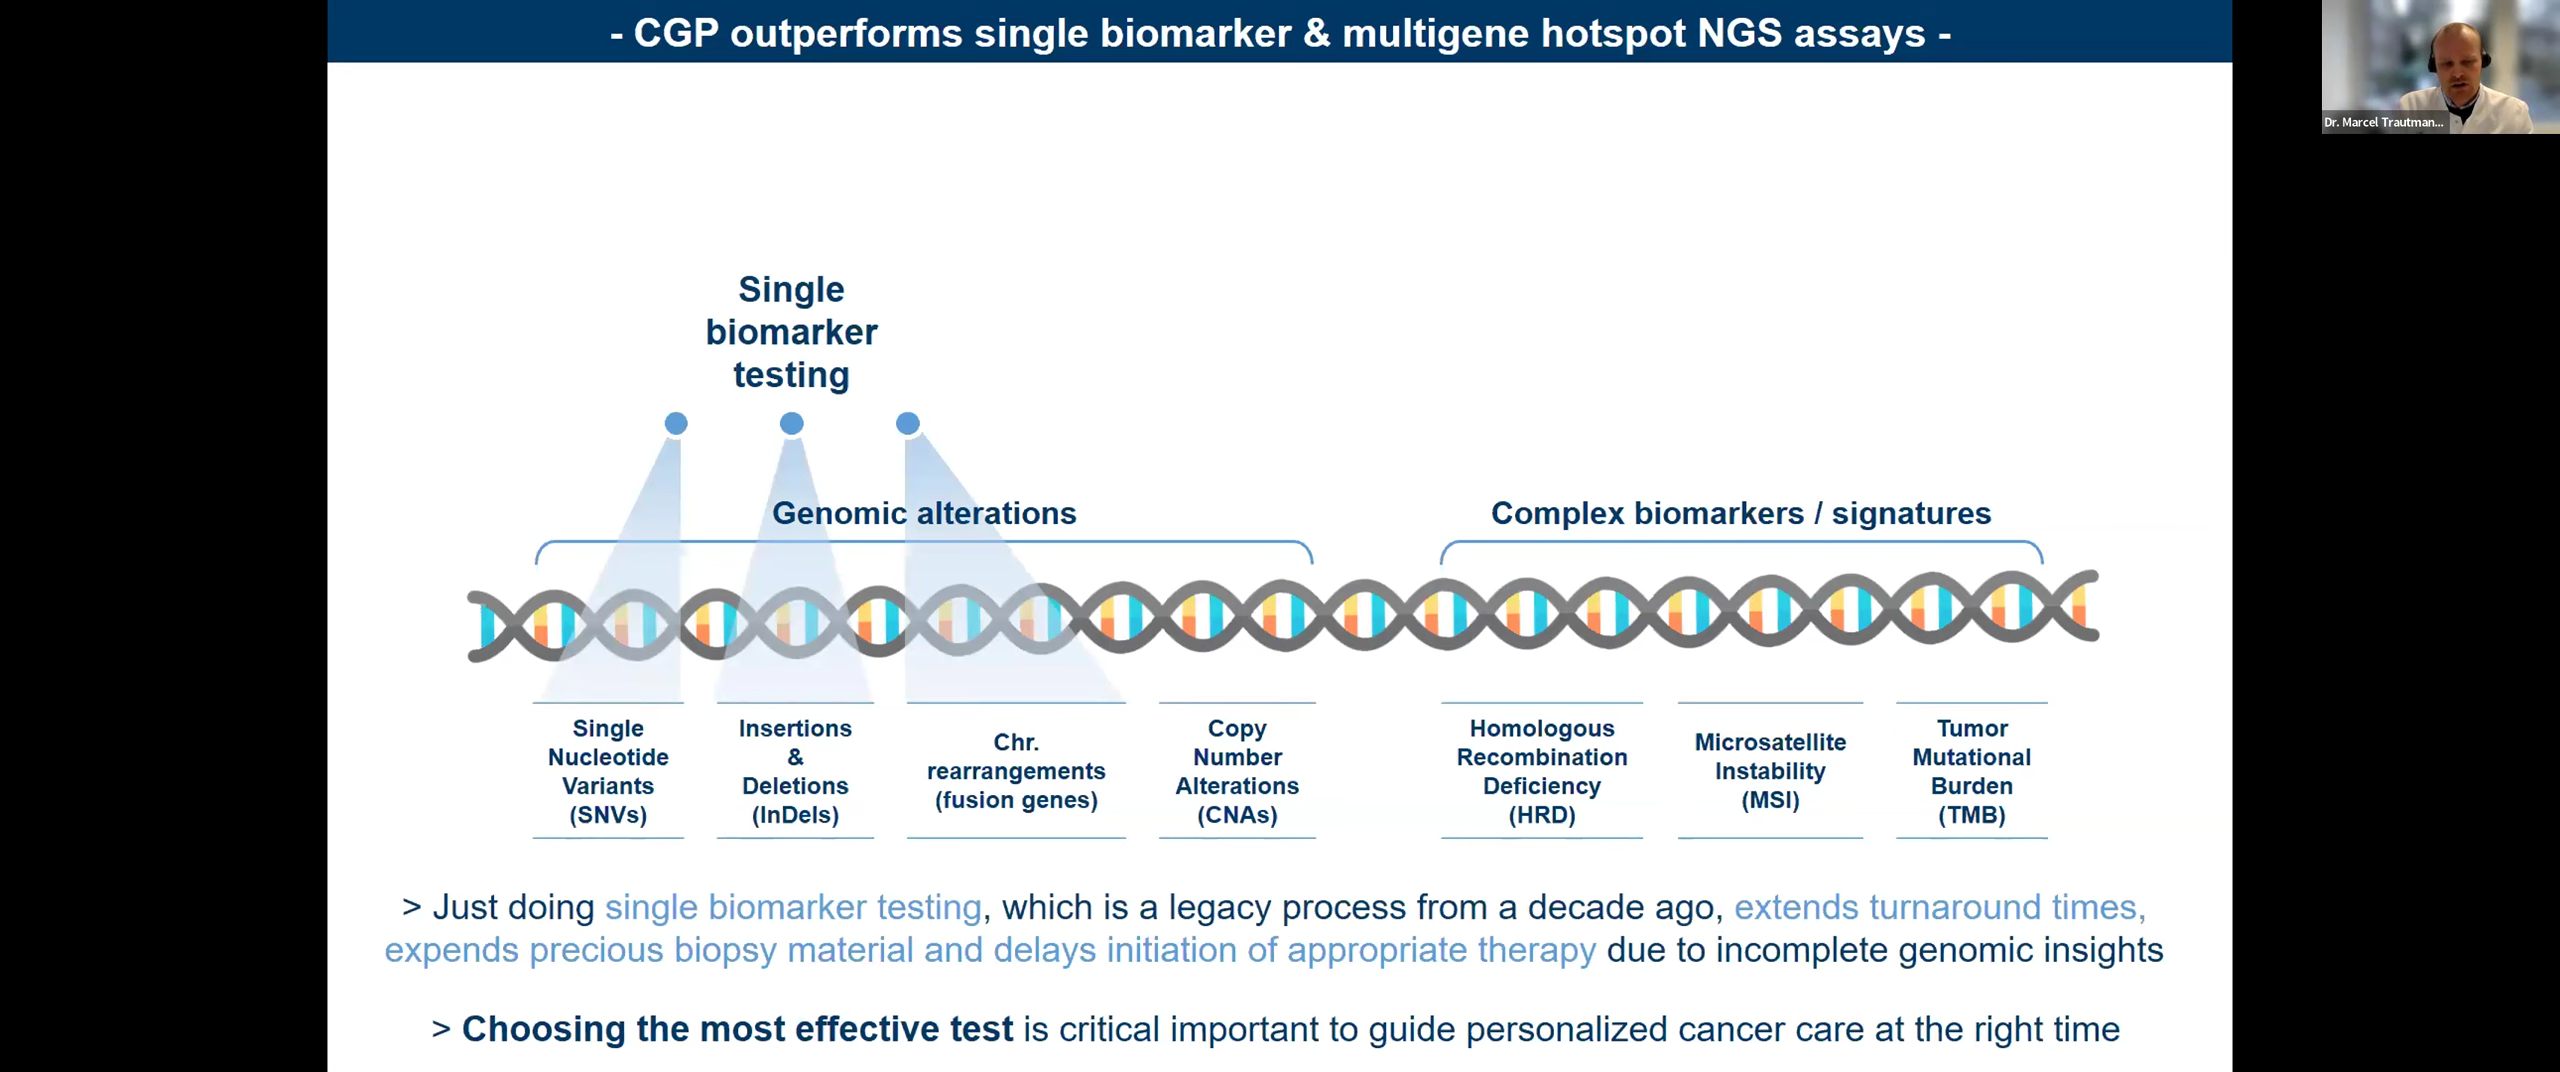 - CGP outperforms single biomarker & multigene hotspot NGS assays -
Dr. Marcel Trautman...
Single
biomarker
testing
Genomic alterations
Complex biomarkers / signatures
Single
Nucleotide
Variants
(SNVs)
Insertions
&
Deletions
(InDels)
Chr.
rearrangements
(fusion genes)
Copy
Number
Alterations
(CNAs)
Homologous
Recombination
Deficiency
(HRD)
Microsatellite
Instability
(MSI)
Tumor
Mutational
Burden
(TMB)
> Just doing single biomarker testing, which is a legacy process from a decade ago, extends turnaround times,
expends precious biopsy material and delays initiation of appropriate therapy due to incomplete genomic insights
> Choosing the most effective test is critical important to guide personalized cancer care at the right time